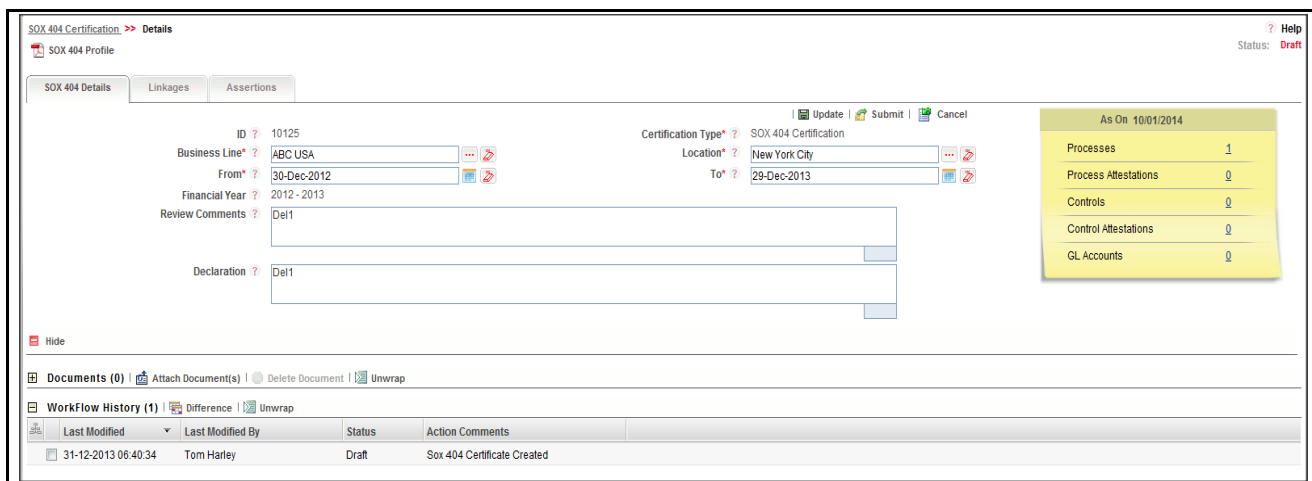 SOX 404 Certification >> Details
? Help
SOX 404 Profile
Status: Draft
SOX 404 Details Linkages Assertions
| Update | Submit | Cancel
As On 10/01/2014
ID ? 10125 Certification Type* ? SOX 404 Certification
Processes 1
Business Line* ? ABC USA ... Location* ? New York City ...
From* ? 30-Dec-2012 To* ? 29-Dec-2013
Process Attestations 0
Financial Year ? 2012 - 2013
Controls 0
Review Comments ? Del1
Control Attestations 0
GL Accounts 0
Declaration ? Del1
Hide
Documents (0) | Attach Document(s) | Delete Document | Unwrap
WorkFlow History (1) | Difference | Unwrap
Last Modified Last Modified By Status Action Comments
31-12-2013 06:40:34 Tom Harley Draft Sox 404 Certificate Created